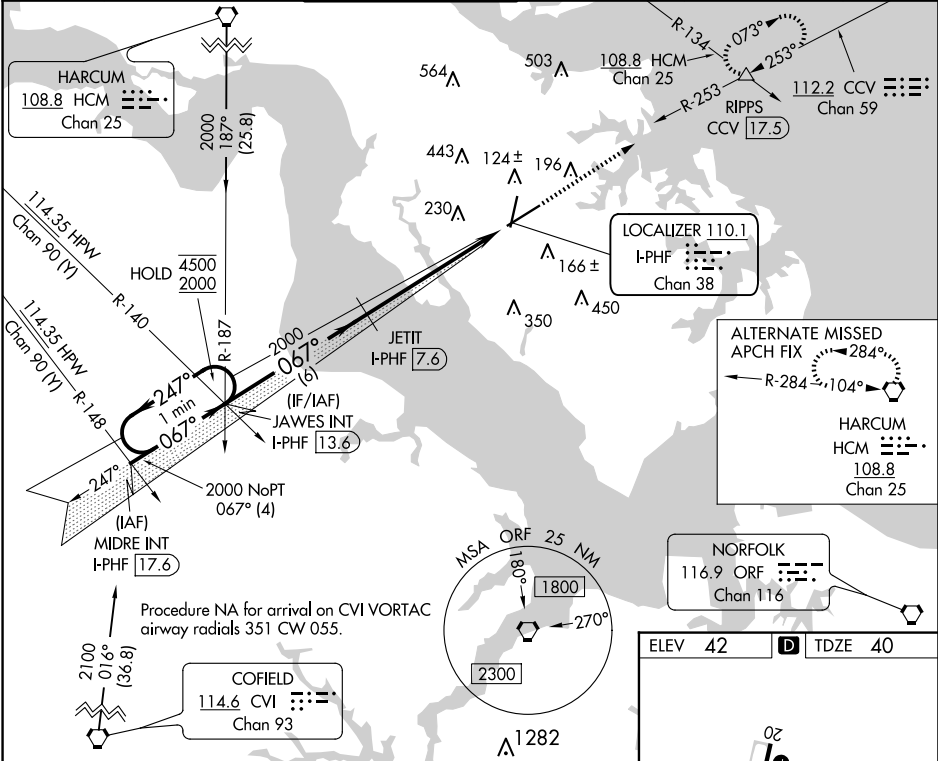 HARCUM
108.8 HCM
Chan 25
2000
187°
(25.8)
564
503
443
124 ±
196
230
166 ±
350
450
R-134
073°
253°
108.8 HCM
Chan 25
R-253
RIPPS
CCV 17.5
112.2 CCV
Chan 59
LOCALIZER 110.1
I-PHF
Chan 38
114.35 HPW
Chan 90 (Y)
R-140
114.35 HPW
Chan 90 (Y)
R-148
HOLD 4500
2000
R-187
2000
067°
(6)
JETIT
I-PHF 7.6
247°
1 min
067°
(IF/IAF)
JAWES INT
I-PHF 13.6
247°
2000 NoPT
067° (4)
(IAF)
MIDRE INT
I-PHF 17.6
ALTERNATE MISSED
APCH FIX
284°
R-284
104°
HARCUM
HCM
108.8
Chan 25
Procedure NA for arrival on CVI VORTAC
airway radials 351 CW 055.
2100
016°
(36.8)
COFIELD
114.6 CVI
Chan 93
MSA ORF 25 NM
180°
1800
270°
2300
1282
NORFOLK
116.9 ORF
Chan 116
ELEV 42
D
TDZE 40
20